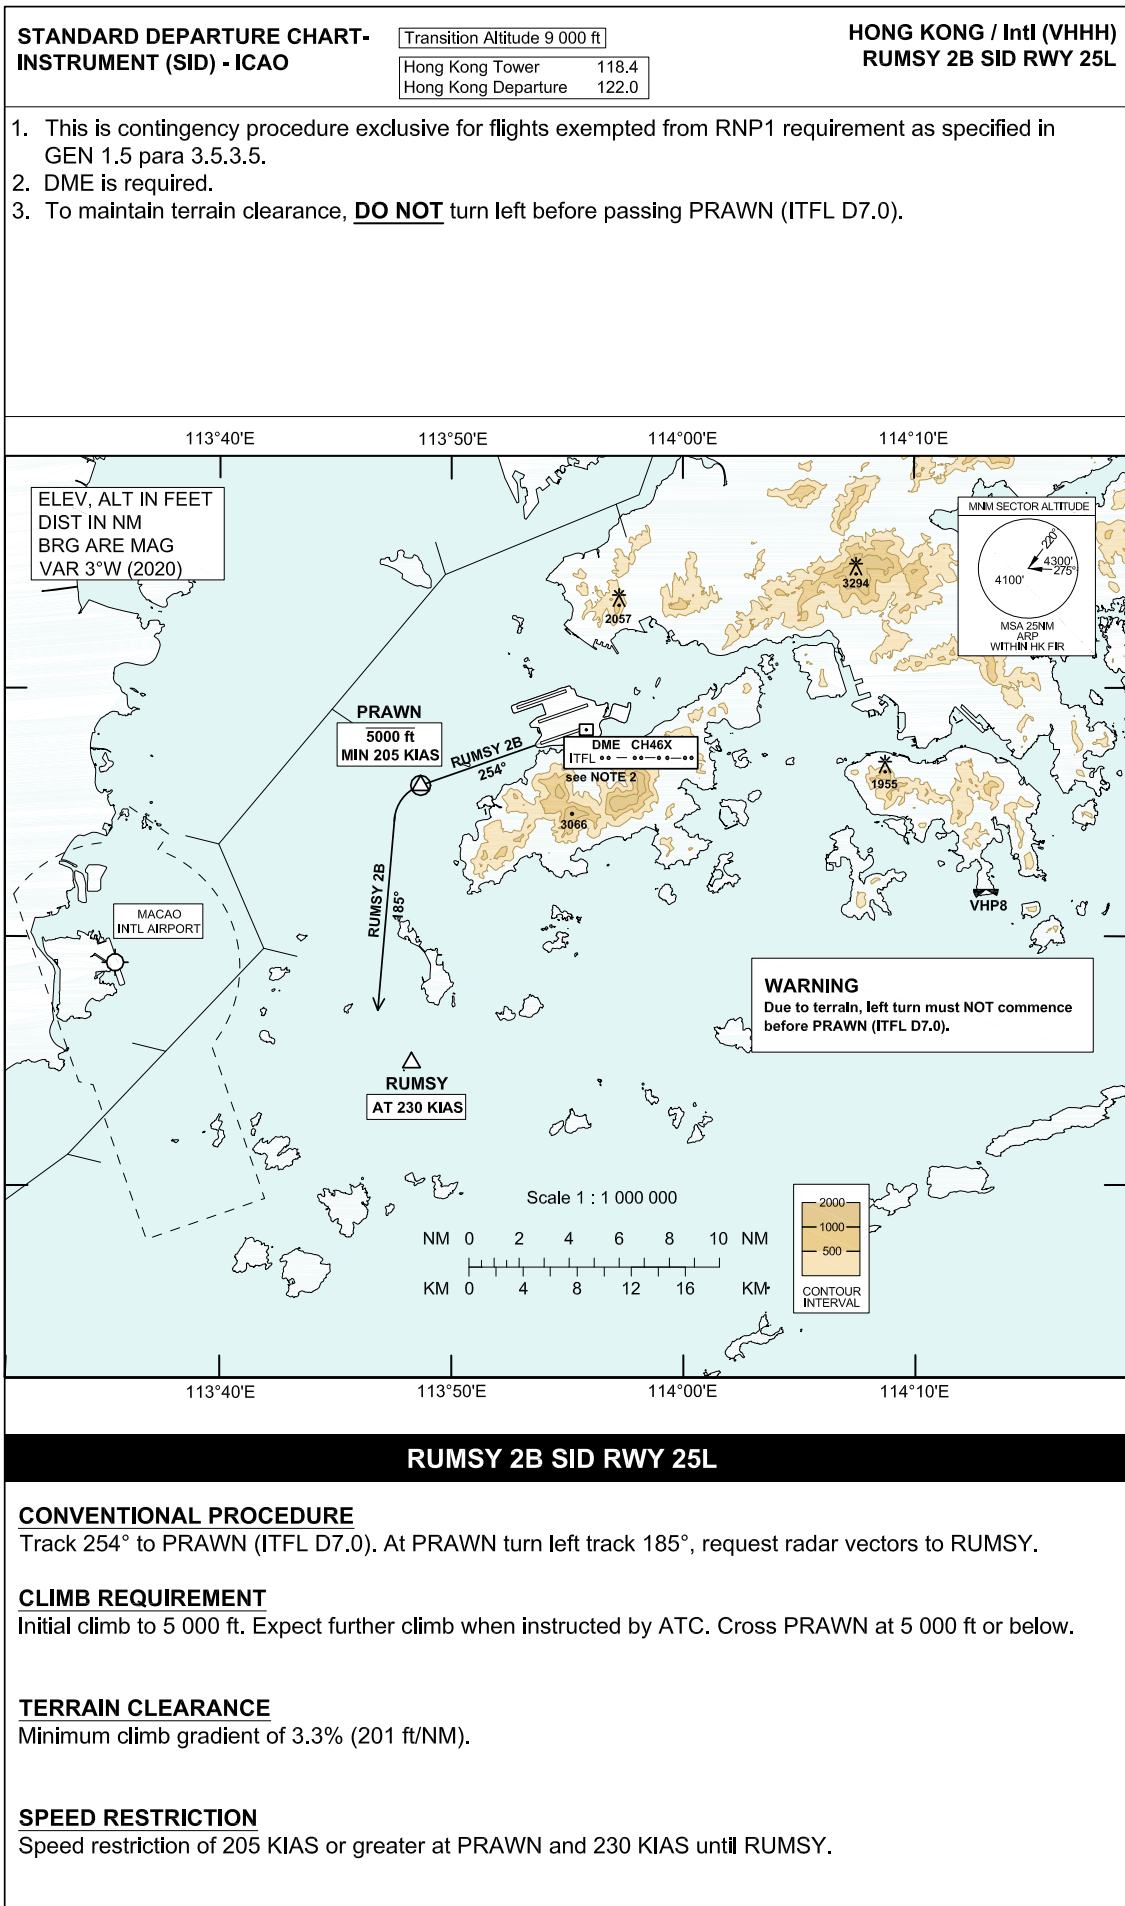 STANDARD DEPARTURE CHART-
INSTRUMENT (SID) - ICAO
Transition Altitude 9 000 ft
Hong Kong Tower 118.4
Hong Kong Departure 122.0
HONG KONG / Intl (VHHH)
RUMSY 2B SID RWY 25L
1. This is contingency procedure exclusive for flights exempted from RNP1 requirement as specified in
GEN 1.5 para 3.5.3.5.
2. DME is required.
3. To maintain terrain clearance, DO NOT turn left before passing PRAWN (ITFL D7.0).
113°40'E 113°50'E 114°00'E 114°10'E
ELEV, ALT IN FEET
DIST IN NM
BRG ARE MAG
VAR 3°W (2020)
MNM SECTOR ALTITUDE
220°
4300'
275°
4100'
MSA 25NM
ARP
WITHIN HK FIR
3294
2057
PRAWN
5000 ft
MIN 205 KIAS
RUMSY 2B
254°
DME CH46X
ITFL
see NOTE 2
3066
1955
RUMSY 2B
185°
VHP8
MACAO
INTL AIRPORT
WARNING
Due to terrain, left turn must NOT commence
before PRAWN (ITFL D7.0).
RUMSY
AT 230 KIAS
Scale 1 : 1 000 000
NM 0 2 4 6 8 10 NM
KM 0 4 8 12 16 KM
2000
1000
500
CONTOUR
INTERVAL
113°40'E 113°50'E 114°00'E 114°10'E
RUMSY 2B SID RWY 25L
CONVENTIONAL PROCEDURE
Track 254° to PRAWN (ITFL D7.0). At PRAWN turn left track 185°, request radar vectors to RUMSY.
CLIMB REQUIREMENT
Initial climb to 5 000 ft. Expect further climb when instructed by ATC. Cross PRAWN at 5 000 ft or below.
TERRAIN CLEARANCE
Minimum climb gradient of 3.3% (201 ft/NM).
SPEED RESTRICTION
Speed restriction of 205 KIAS or greater at PRAWN and 230 KIAS until RUMSY.